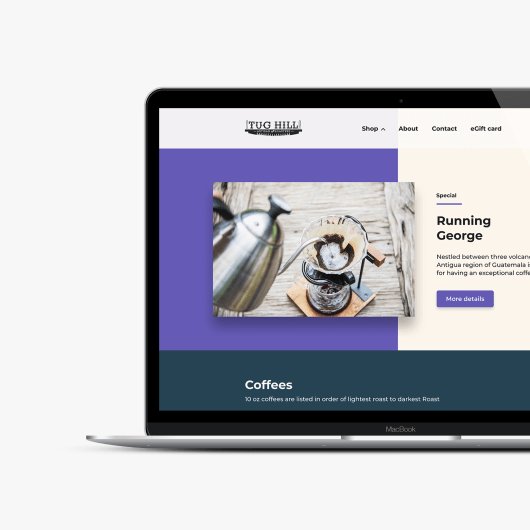 TUG HILL
Shop About Contact eGift card
Special
Running
George
Nestled between three
Antigua region of Guatemala
for having an exceptional
More details
Coffees
10 oz coffees are listed in order of lightest roast to darkest Roast
MacBook